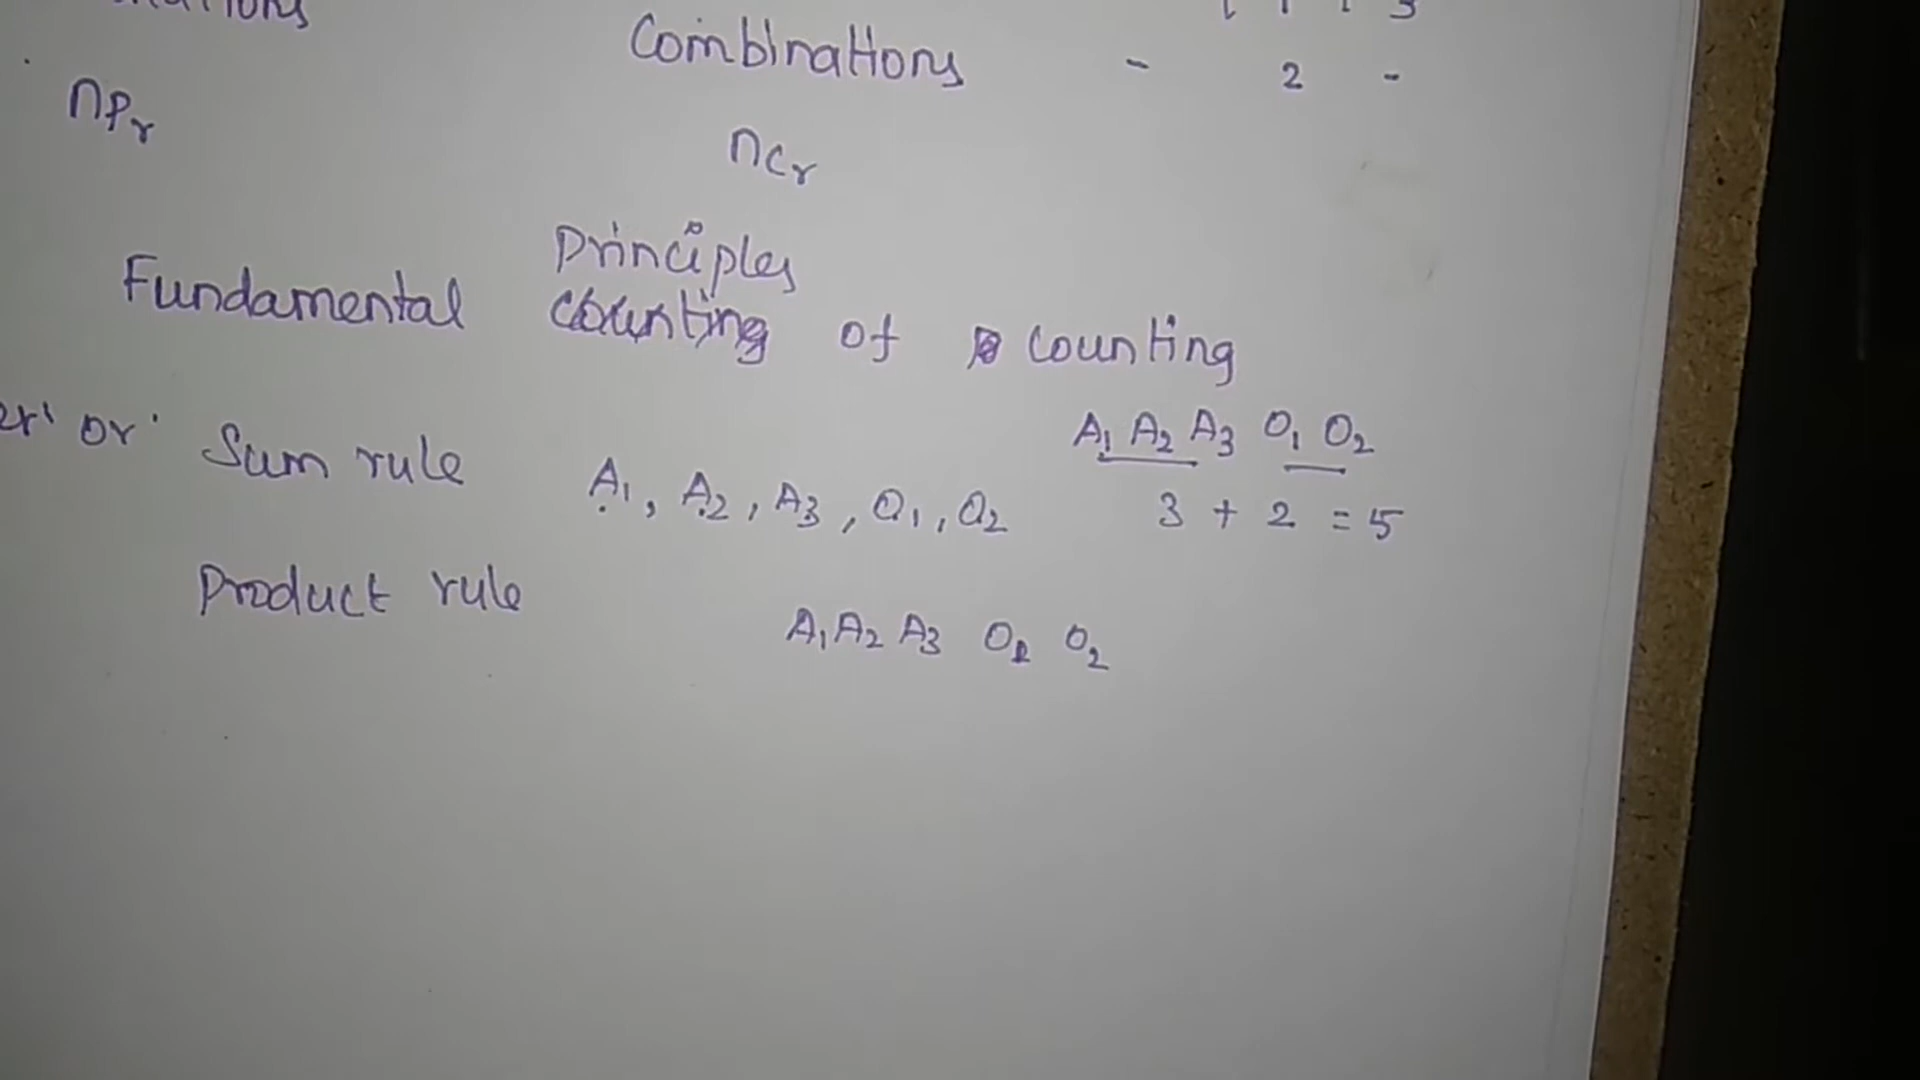 Combinations - 2 -
nPr
nCr
Principles
Fundamental counting of counting
or Sum rule A1, A2, A3, O1, O2
A1 A2 A3 O1 O2
3 + 2 = 5
Product rule
A1 A2 A3 O1 O2